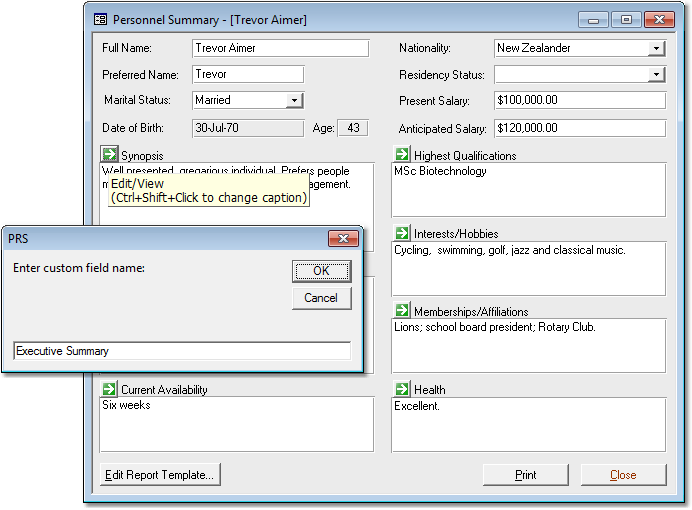 Personnel Summary - [Trevor Aimer]
Full Name: Trevor Aimer
Nationality: New Zealander
Preferred Name: Trevor
Residency Status:
Marital Status: Married
Present Salary: $100,000.00
Date of Birth: 30-Jul-70 Age: 43
Anticipated Salary: $120,000.00
Synopsis
Well presented, gregarious individual. Prefers people
Edit/View
(Ctrl+Shift+Click to change caption)
Highest Qualifications
MSc Biotechnology
Interests/Hobbies
Cycling, swimming, golf, jazz and classical music.
PRS
Enter custom field name:
OK
Cancel
Executive Summary
Memberships/Affiliations
Lions; school board president; Rotary Club.
Current Availability
Six weeks
Health
Excellent.
Edit Report Template...
Print
Close